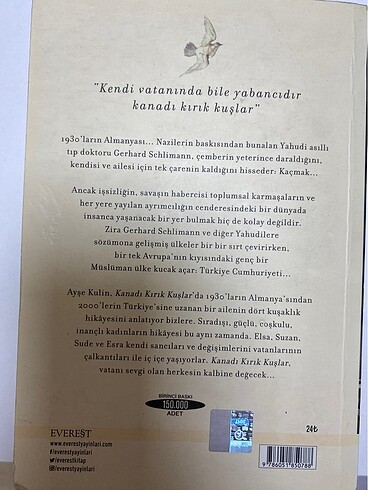 "Kendi vatanında bile yabancıdır
kanadı kırık kuşlar"
1930'ların Almanyası... Nazilerin baskısından bunalan Yahudi asıllı
tıp doktoru Gerhard Schlimann, çemberin yeterince daraldığını,
kendisi ve ailesi için tek çarenin kaldığını hisseder: Kaçmak...
Ancak işsizliğin, savaşın habercisi toplumsal karmaşaların ve
her yere yayılan ayrımcılığın cenderesindeki bir dünyada
insanca yaşanacak bir yer bulmak hiç de kolay değildir.
Zira Gerhard Schlimann ve diğer Yahudilere
sözümona gelişmiş ülkeler bir bir sırt çevirirken,
bir tek Avrupa'nın kıyısındaki genç bir
Müslüman ülke kucak açar: Türkiye Cumhuriyeti...
Ayşe Kulin, Kanadı Kırık Kuşlar'da 1930'ların Almanya'sından
2000'lerin Türkiye'sine uzanan bir ailenin dört kuşaklık
hikâyesini anlatıyor bizlere. Sıradışı, güçlü, coşkulu,
inançlı kadınların hikâyesi bu aynı zamanda. Elsa, Suzan,
Sude ve Esra kendi sancıları ve değişimlerini vatanlarının
çalkantıları ile iç içe yaşıyorlar. Kanadı Kırık Kuşlar,
vatanı sevgi olan herkesin kalbine değecek...
BİRİNCİ BASKI
150.000
ADET
EVEREST
www.everestyayinlari.com
f/everestyayinlari
/everestkitap
/everestyayinlari
24₺
9 786051 850788